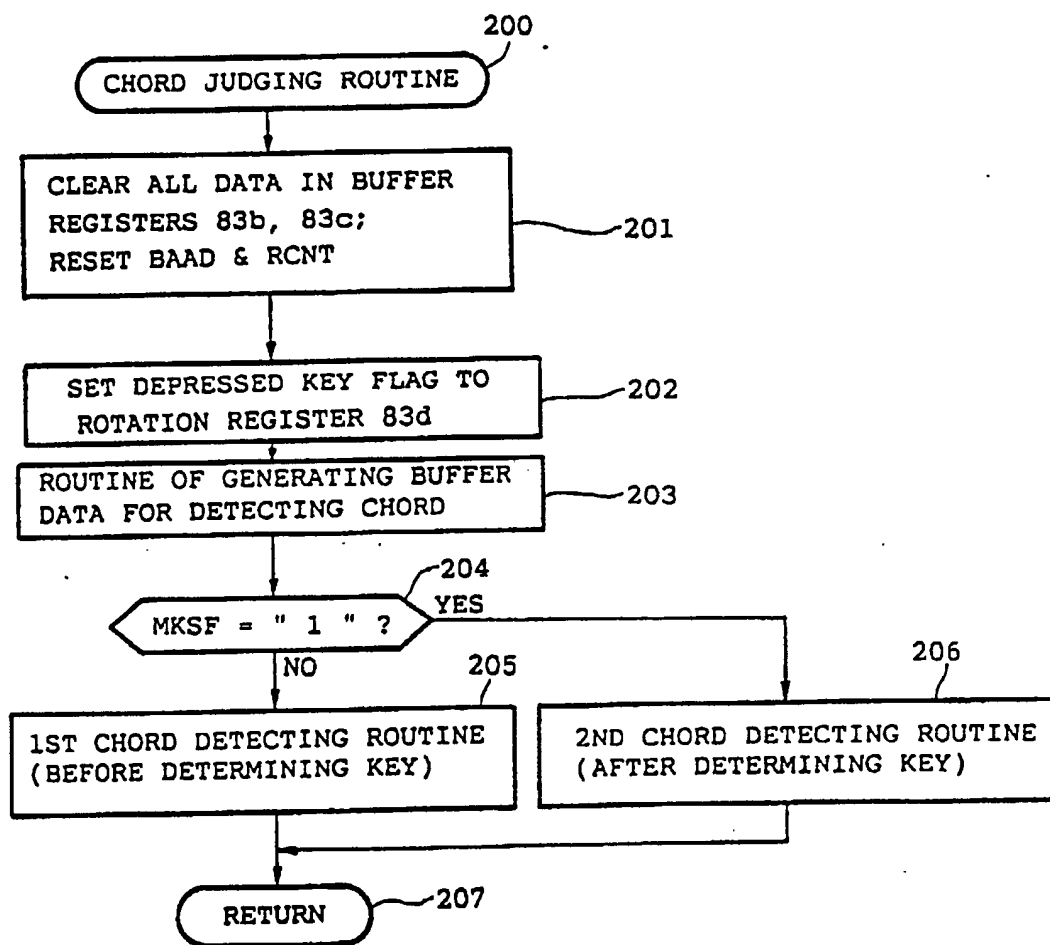 200
CHORD JUDGING ROUTINE
CLEAR ALL DATA IN BUFFER
REGISTERS 83b, 83c;
RESET BAAD & RCNT
201
SET DEPRESSED KEY FLAG TO
ROTATION REGISTER 83d
202
ROUTINE OF GENERATING BUFFER
DATA FOR DETECTING CHORD
203
204
MKSF = " 1 " ?
YES
NO
205
1ST CHORD DETECTING ROUTINE
(BEFORE DETERMINING KEY)
206
2ND CHORD DETECTING ROUTINE
(AFTER DETERMINING KEY)
RETURN
207